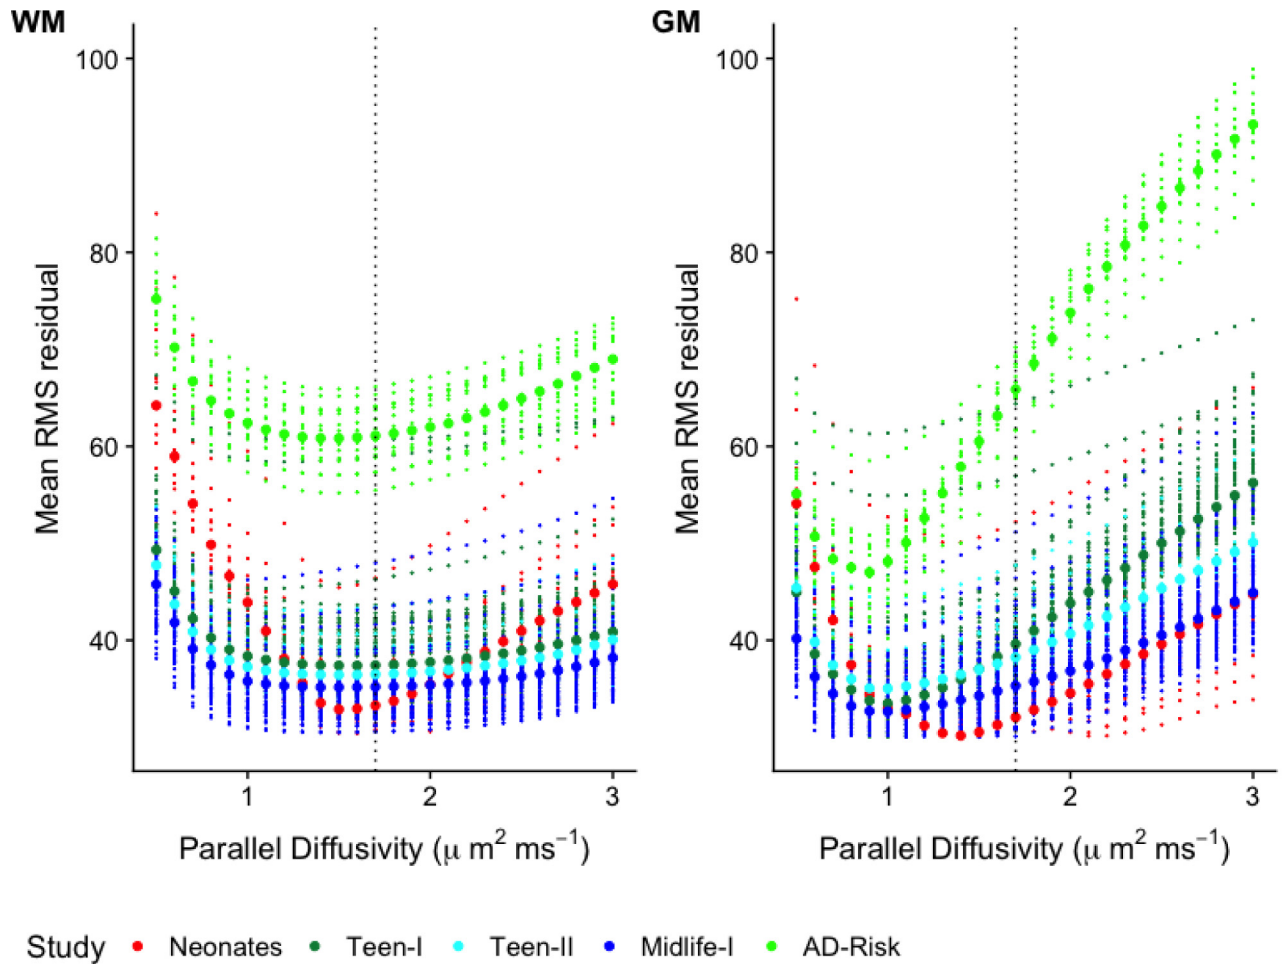 WM
GM
100
80
60
40
Mean RMS residual
1
2
3
Parallel Diffusivity (μ m² ms⁻¹)
100
80
60
40
Mean RMS residual
1
2
3
Parallel Diffusivity (μ m² ms⁻¹)
Study Neonates Teen-I Teen-II Midlife-I AD-Risk